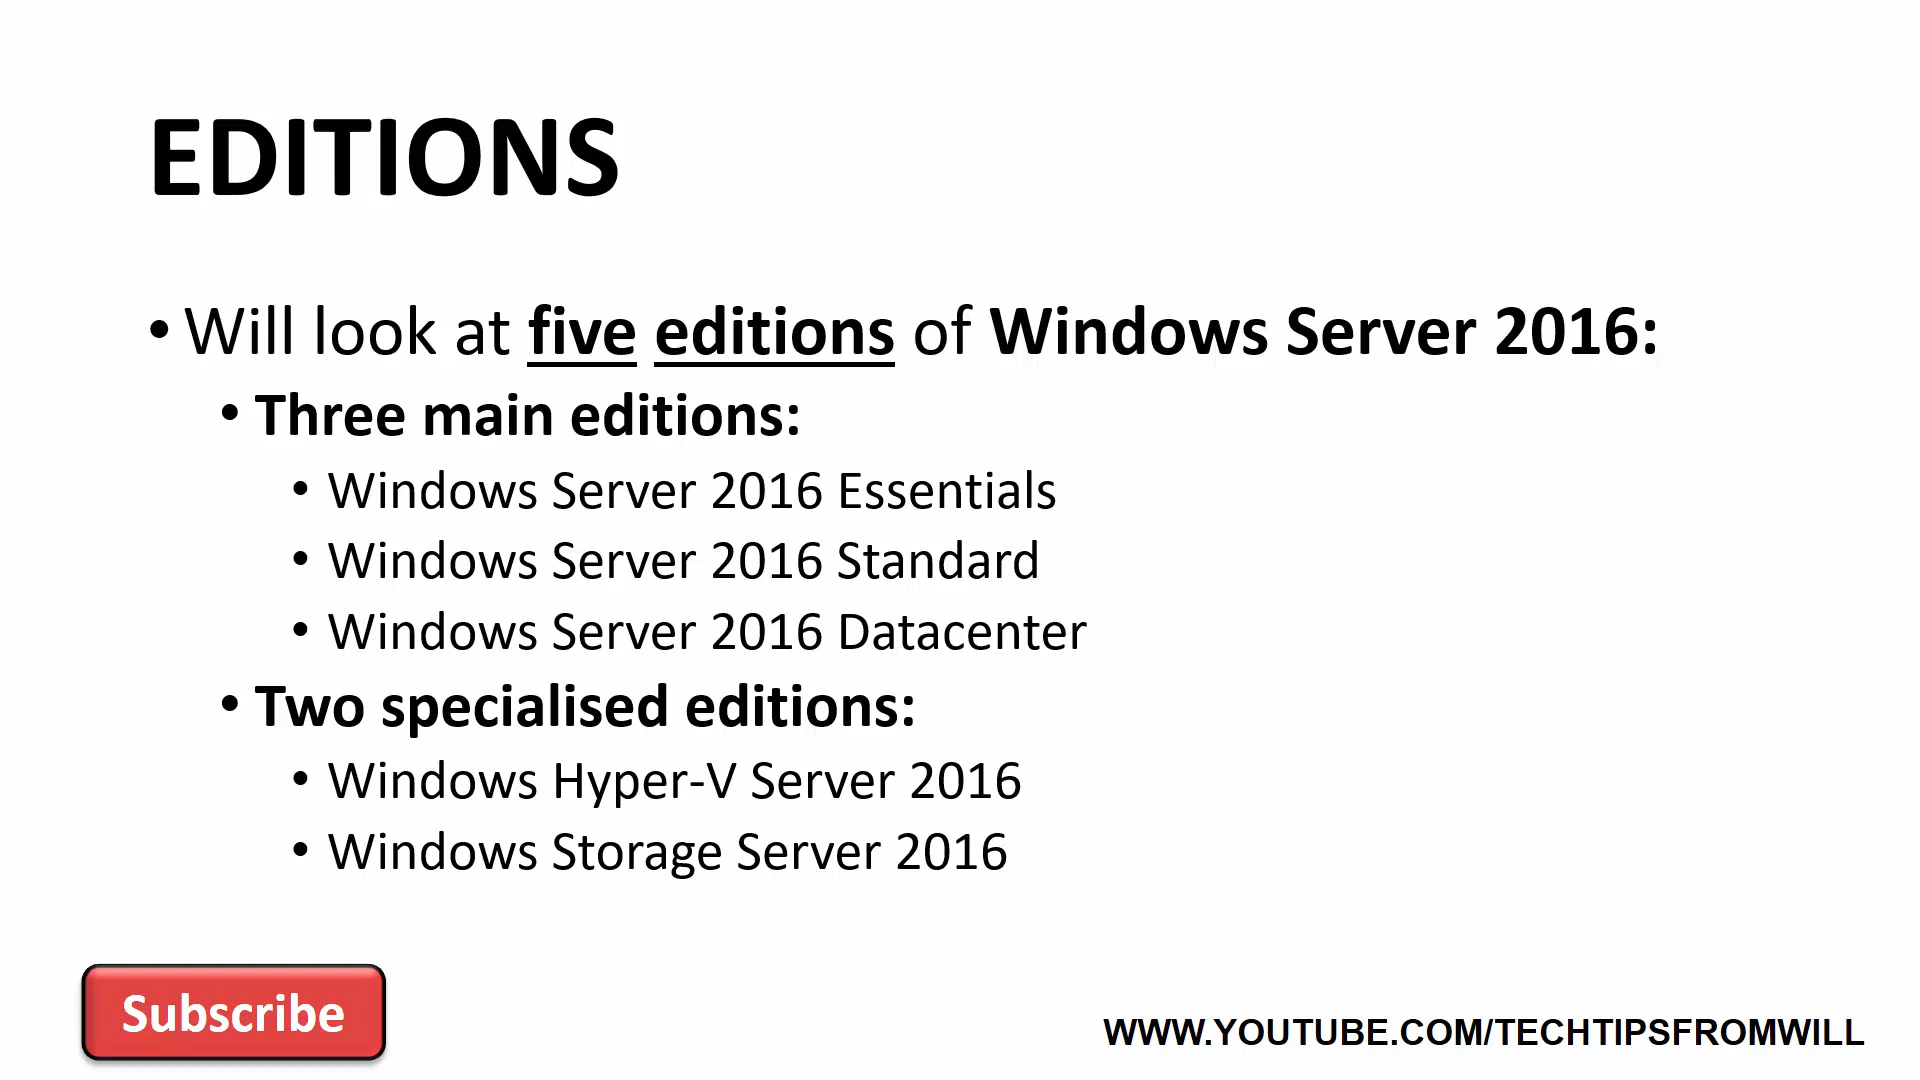 EDITIONS
• Will look at five editions of Windows Server 2016:
• Three main editions:
• Windows Server 2016 Essentials
• Windows Server 2016 Standard
• Windows Server 2016 Datacenter
• Two specialised editions:
• Windows Hyper-V Server 2016
• Windows Storage Server 2016
Subscribe
WWW.YOUTUBE.COM/TECHTIPSFROMWILL